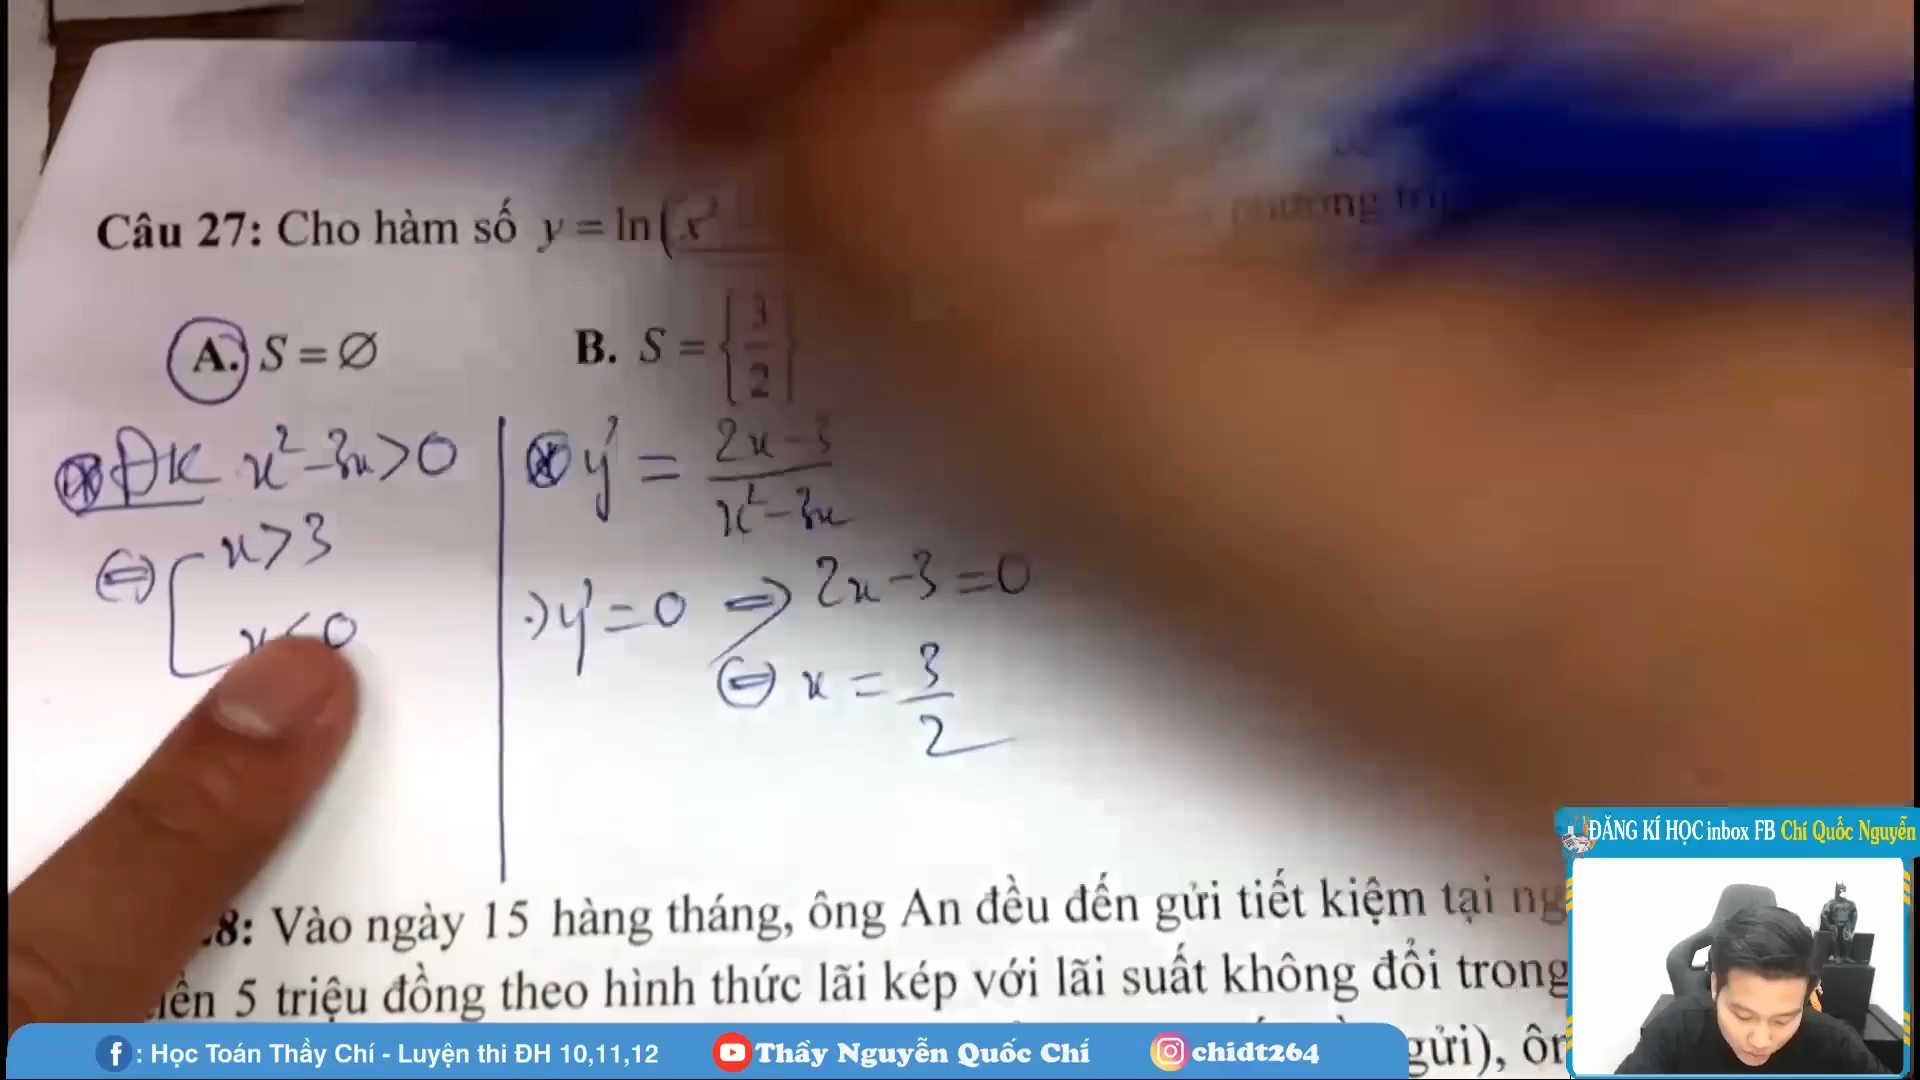 Câu 27: Cho hàm số y = ln(x²
phương
A. S = ∅
B. S = {3/2}
ĐK x² - 3x > 0
⇔ [ x > 3
x < 0
y' = (2x - 3)/(x² - 3x)
·) y' = 0 ⇒ 2x - 3 = 0
⇔ x = 3/2
8: Vào ngày 15 hàng tháng, ông An đều đến gửi tiết kiệm tại
5 triệu đồng theo hình thức lãi kép với lãi suất không đổi trong
gửi),
ĐĂNG KÍ HỌC inbox FB Chí Quốc Nguyễn
: Học Toán Thầy Chí - Luyện thi ĐH 10,11,12
Thầy Nguyễn Quốc Chí
chidt264